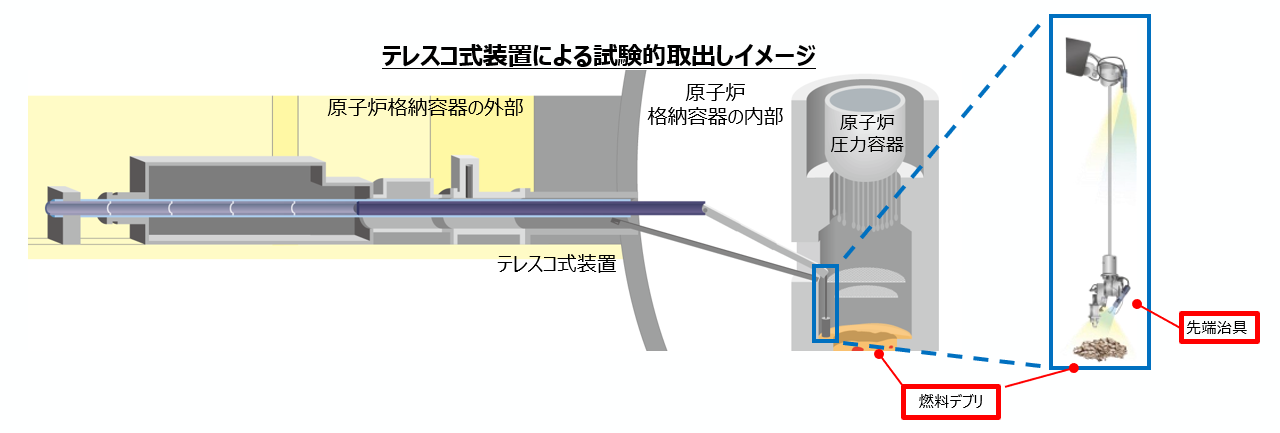 テレスコ式装置による試験的取出しイメージ
原子炉格納容器の外部
原子炉
格納容器の内部
原子炉
圧力容器
テレスコ式装置
先端治具
燃料デブリ